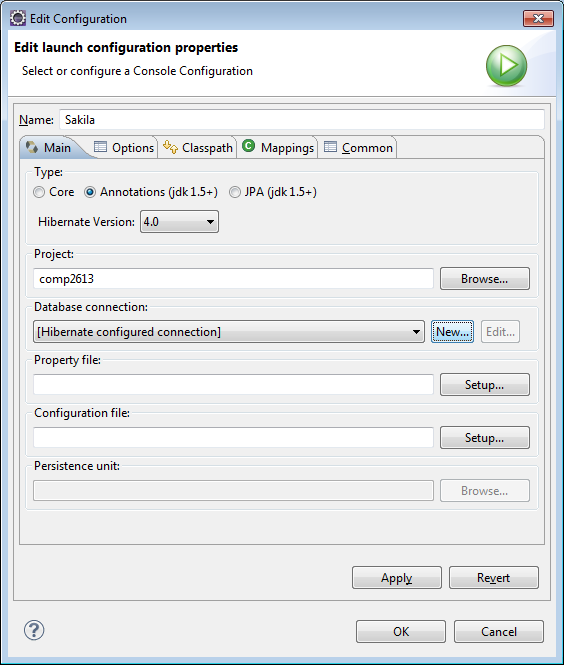 Edit Configuration
Edit launch configuration properties
Select or configure a Console Configuration
Name: Sakila
Main Options Classpath Mappings Common
Type:
Core Annotations (jdk 1.5+) JPA (jdk 1.5+)
Hibernate Version: 4.0
Project:
comp2613 Browse...
Database connection:
[Hibernate configured connection] New... Edit...
Property file:
Setup...
Configuration file:
Setup...
Persistence unit:
Browse...
Apply Revert
OK Cancel